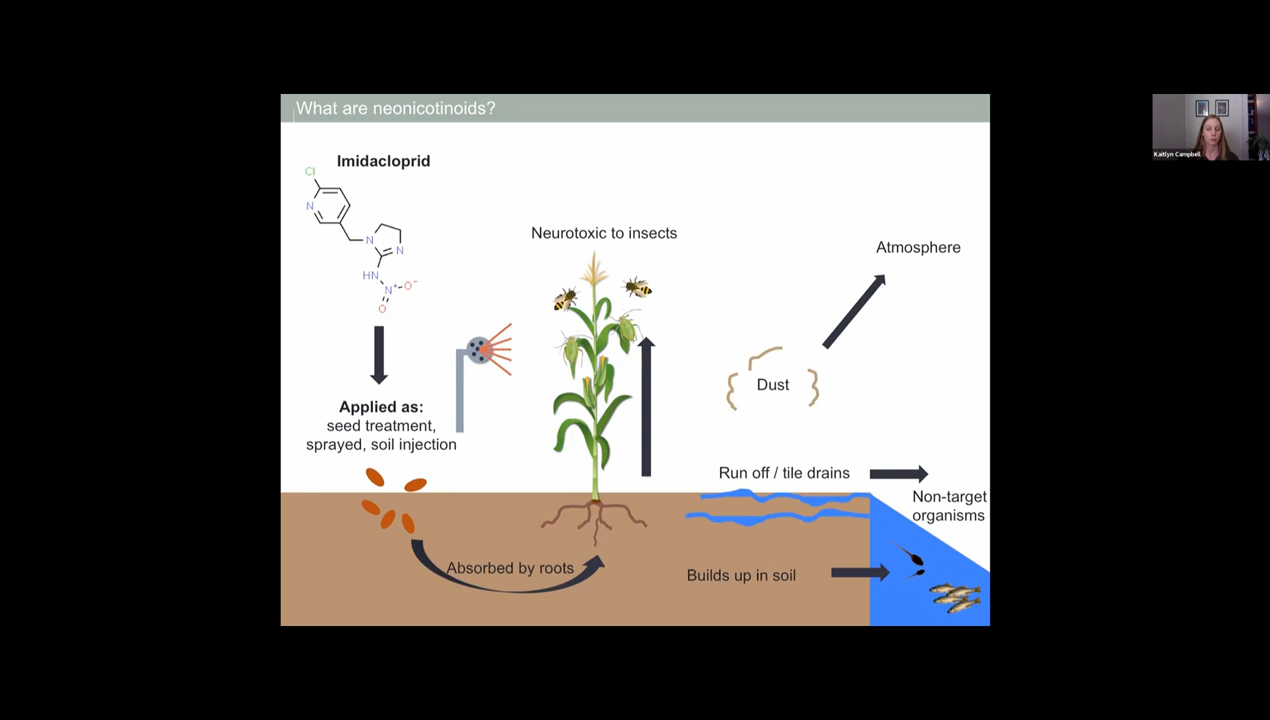 What are neonicotinoids?
Imidacloprid
Cl
N
N
N
HN
N+
O-
O
Applied as:
seed treatment,
sprayed, soil injection
Absorbed by roots
Neurotoxic to insects
Dust
Atmosphere
Run off / tile drains
Non-target
organisms
Builds up in soil
Kaitlyn Campbell